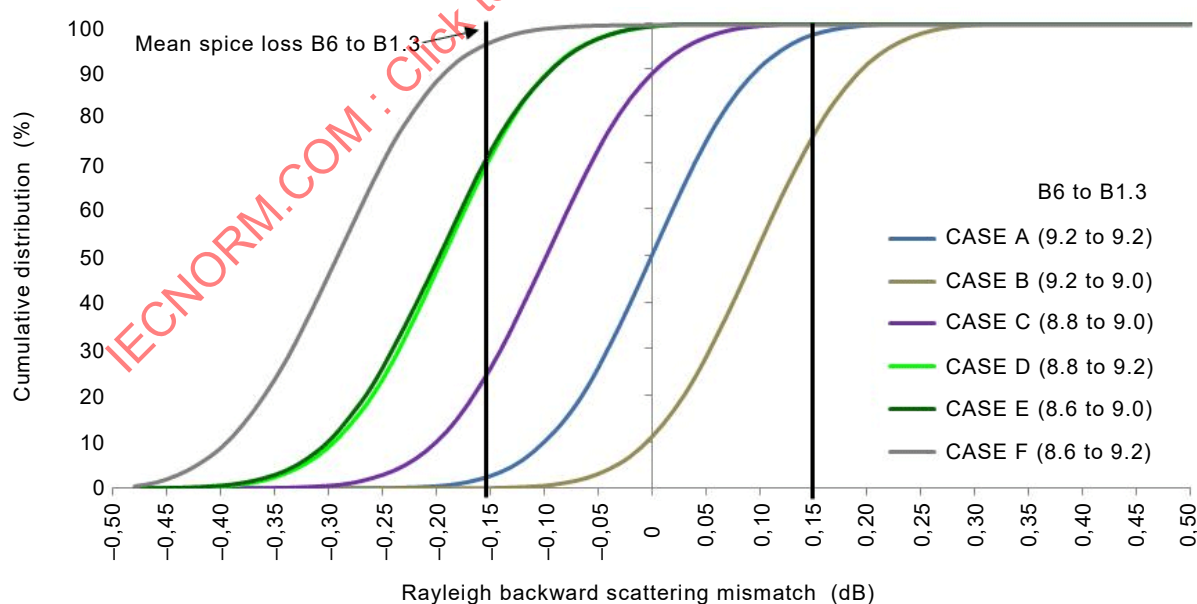 Cumulative distribution (%)
100
90
80
70
60
50
40
30
20
10
0
Mean spice loss B6 to B1.3
IECNORM.COM : Click to
B6 to B1.3
CASE A (9.2 to 9.2)
CASE B (9.2 to 9.0)
CASE C (8.8 to 9.0)
CASE D (8.8 to 9.2)
CASE E (8.6 to 9.0)
CASE F (8.6 to 9.2)
–0,50
–0,45
–0,40
–0,35
–0,30
–0,25
–0,20
–0,15
–0,10
–0,05
0
0,05
0,10
0,15
0,20
0,25
0,30
0,35
0,40
0,45
0,50
Rayleigh backward scattering mismatch (dB)